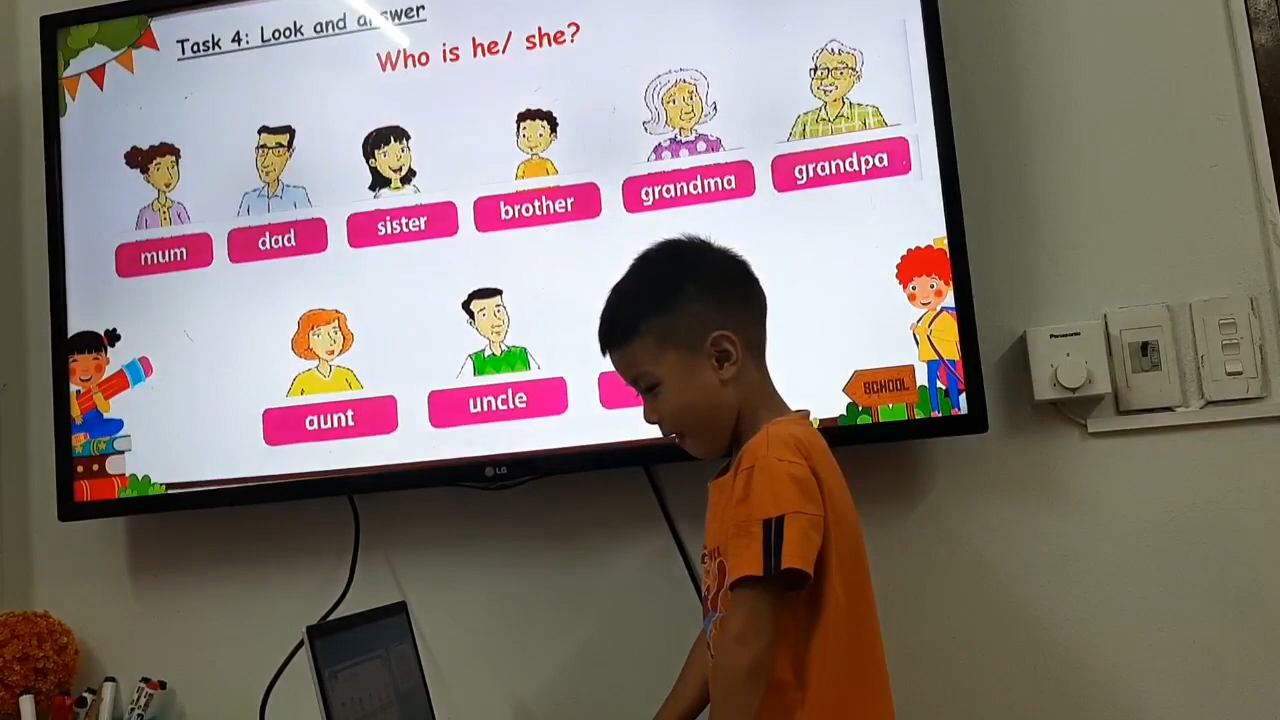 Task 4: Look and answer
Who is he/ she?
mum
dad
sister
brother
grandma
grandpa
aunt
uncle
SCHOOL
LG
Panasonic